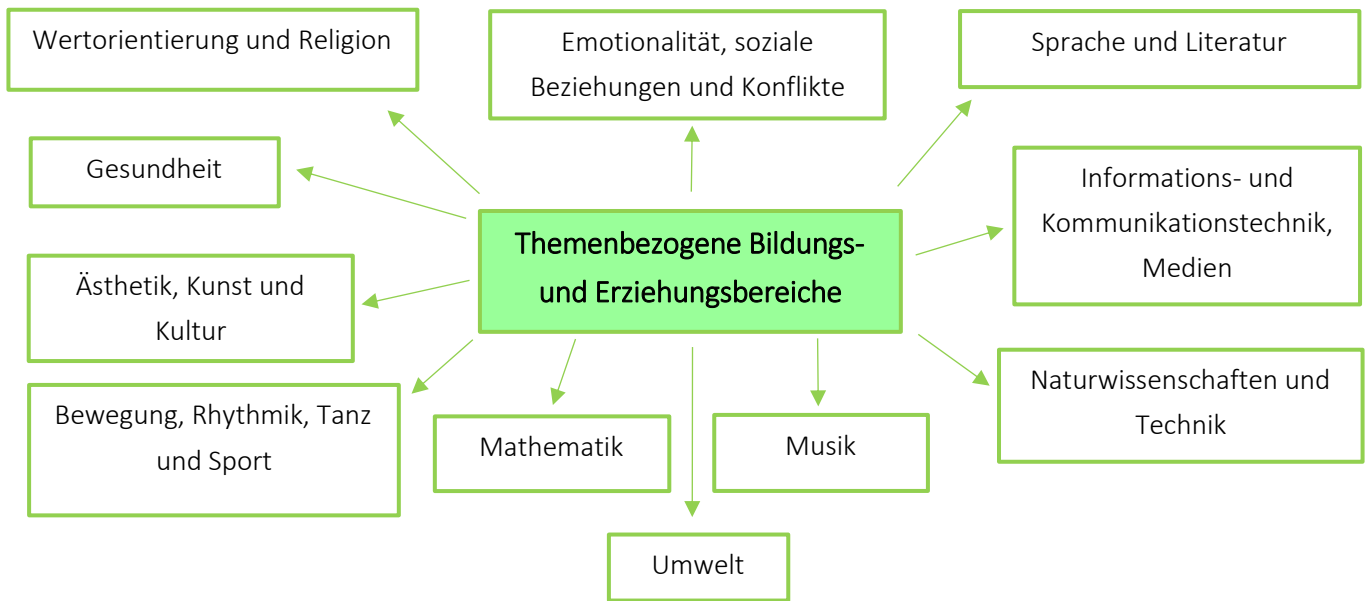 Wertorientierung und Religion
Emotionalität, soziale
Beziehungen und Konflikte
Sprache und Literatur
Gesundheit
Informations- und
Kommunikationstechnik,
Medien
Themenbezogene Bildungs-
und Erziehungsbereiche
Ästhetik, Kunst und
Kultur
Naturwissenschaften und
Technik
Bewegung, Rhythmik, Tanz
und Sport
Mathematik
Musik
Umwelt